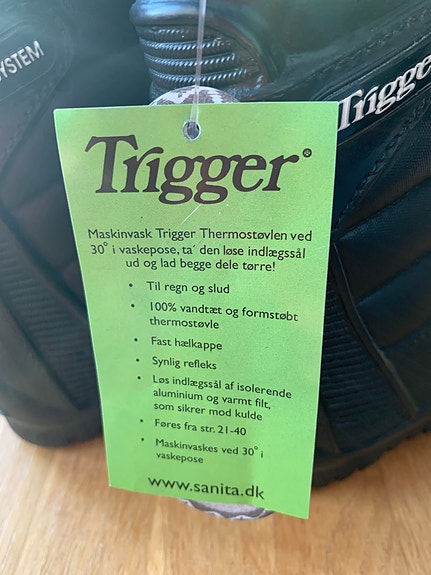 SYSTEM
Trigger
Trigger®
Maskinvask Trigger Thermostøvlen ved
30° i vaskepose, ta´ den løse indlægssål
ud og lad begge dele tørre!
• Til regn og slud
• 100% vandtæt og formstøbt
thermostøvle
• Fast hælkappe
• Synlig refleks
• Løs indlægssål af isolerende
aluminium og varmt filt,
som sikrer mod kulde
• Føres fra str. 21-40
• Maskinvaskes ved 30° i
vaskepose
www.sanita.dk